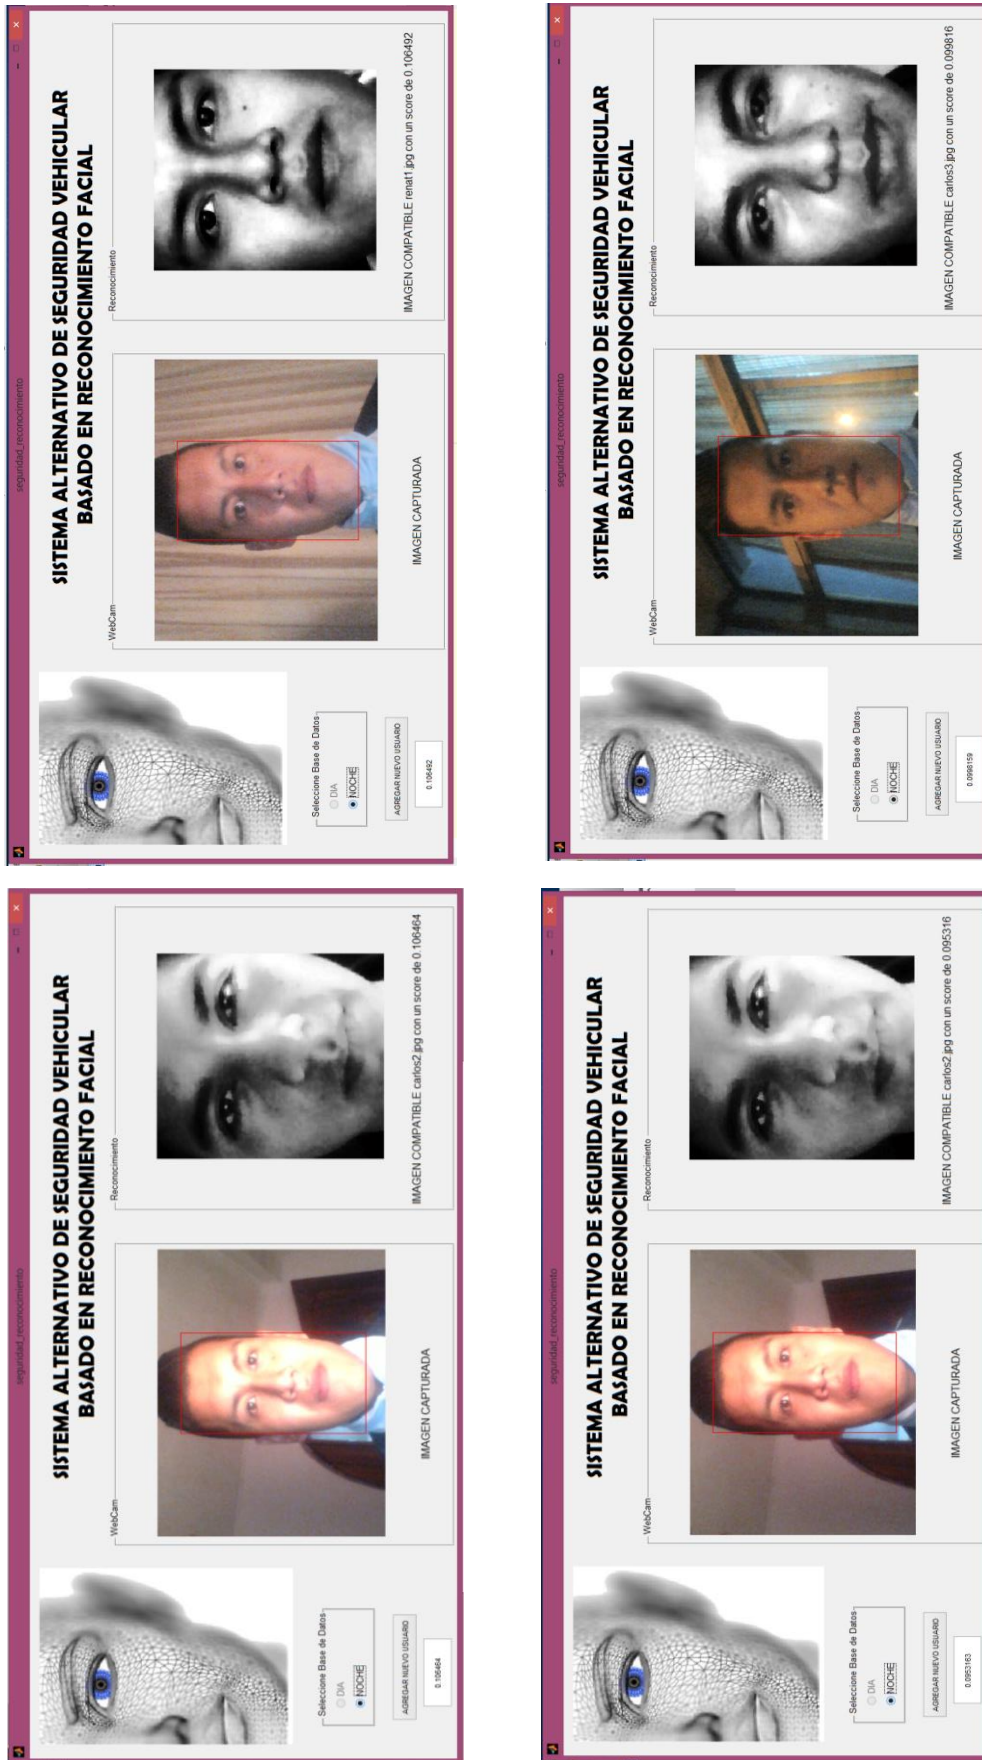 seguridad_reconocimiento
SISTEMA ALTERNATIVO DE SEGURIDAD VEHICULAR
BASADO EN RECONOCIMIENTO FACIAL
WebCam
Reconocimiento
Seleccione Base de Datos
DIA
NOCHE
AGREGAR NUEVO USUARIO
0.106492
IMAGEN CAPTURADA
IMAGEN COMPATIBLE renat1.jpg con un score de 0.106492
seguridad_reconocimiento
SISTEMA ALTERNATIVO DE SEGURIDAD VEHICULAR
BASADO EN RECONOCIMIENTO FACIAL
WebCam
Reconocimiento
Seleccione Base de Datos
DIA
NOCHE
AGREGAR NUEVO USUARIO
0.0998159
IMAGEN CAPTURADA
IMAGEN COMPATIBLE carlos3.jpg con un score de 0.099816
seguridad_reconocimiento
SISTEMA ALTERNATIVO DE SEGURIDAD VEHICULAR
BASADO EN RECONOCIMIENTO FACIAL
WebCam
Reconocimiento
Seleccione Base de Datos
DIA
NOCHE
AGREGAR NUEVO USUARIO
0.106464
IMAGEN CAPTURADA
IMAGEN COMPATIBLE carlos2.jpg con un score de 0.106464
seguridad_reconocimiento
SISTEMA ALTERNATIVO DE SEGURIDAD VEHICULAR
BASADO EN RECONOCIMIENTO FACIAL
WebCam
Reconocimiento
Seleccione Base de Datos
DIA
NOCHE
AGREGAR NUEVO USUARIO
0.0953163
IMAGEN CAPTURADA
IMAGEN COMPATIBLE carlos2.jpg con un score de 0.095316